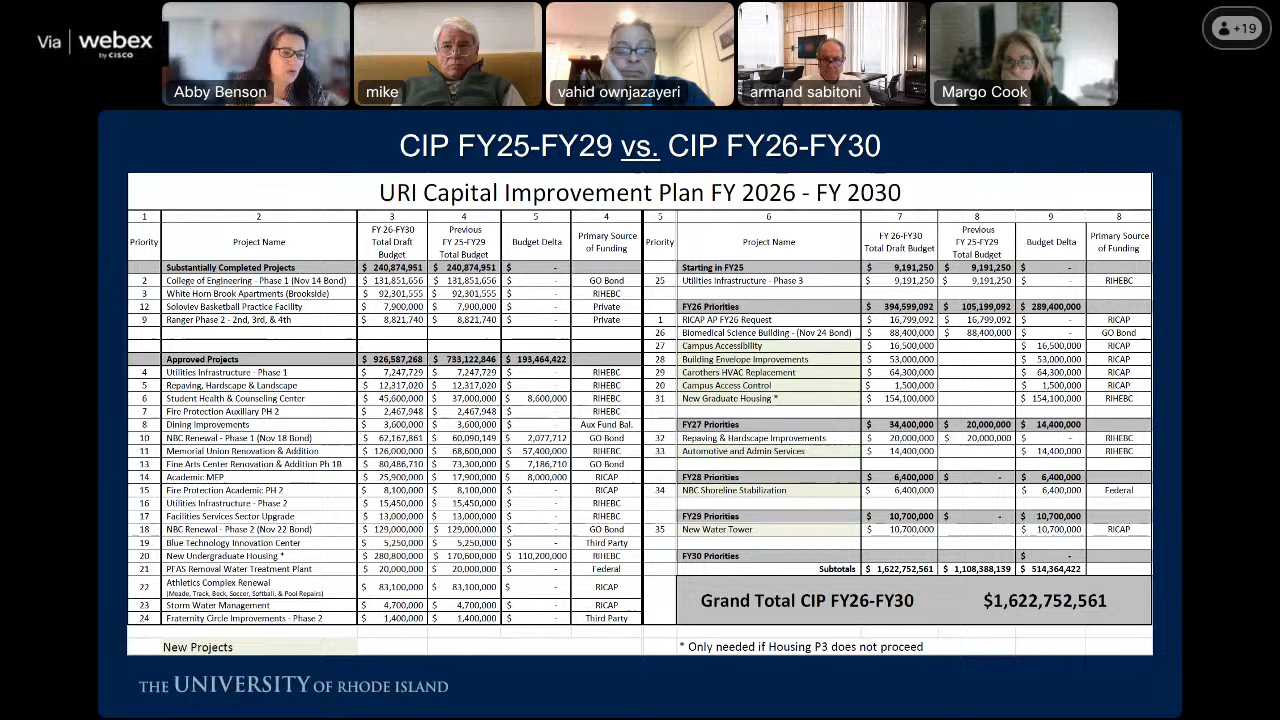 Via webex
by CISCO
+19
Abby Benson
mike
vahid ownjazayeri
armand sabitoni
Margo Cook
CIP FY25-FY29 vs. CIP FY26-FY30
URI Capital Improvement Plan FY 2026 - FY 2030
1 2 3 4 5 4 5 6 7 8 9 8
Priority Project Name FY 26-FY30 Total Draft Budget Previous FY 25-FY29 Total Budget Budget Delta Primary Source of Funding Priority Project Name FY 26-FY30 Total Draft Budget Previous FY 25-FY29 Total Budget Budget Delta Primary Source of Funding
Substantially Completed Projects $ 240,874,951 $ 240,874,951 $ -
2 College of Engineering - Phase 1 (Nov 14 Bond) $ 131,851,656 $ 131,851,656 $ - GO Bond
3 White Horn Brook Apartments (Brookside) $ 92,301,555 $ 92,301,555 $ - RIHEBC
12 Soloviev Basketball Practice Facility $ 7,900,000 $ 7,900,000 $ - Private
9 Ranger Phase 2 - 2nd, 3rd, & 4th $ 8,821,740 $ 8,821,740 $ - Private
Approved Projects $ 926,587,268 $ 733,122,846 $ 193,464,422
4 Utilities Infrastructure - Phase 1 $ 7,247,729 $ 7,247,729 $ - RIHEBC
5 Repaving, Hardscape & Landscape $ 12,317,020 $ 12,317,020 $ - RIHEBC
6 Student Health & Counseling Center $ 45,600,000 $ 37,000,000 $ 8,600,000 RIHEBC
7 Fire Protection Auxiliary PH 2 $ 2,467,948 $ 2,467,948 $ - RIHEBC
8 Dining Improvements $ 3,600,000 $ 3,600,000 $ - Aux Fund Bal.
10 NBC Renewal - Phase 1 (Nov 18 Bond) $ 62,167,861 $ 60,090,149 $ 2,077,712 GO Bond
11 Memorial Union Renovation & Addition $ 126,000,000 $ 68,600,000 $ 57,400,000 RIHEBC
13 Fine Arts Center Renovation & Addition Ph 1B $ 80,486,710 $ 73,300,000 $ 7,186,710 GO Bond
14 Academic MEP $ 25,900,000 $ 17,900,000 $ 8,000,000 RICAP
15 Fire Protection Academic PH 2 $ 8,100,000 $ 8,100,000 $ - RICAP
16 Utilities Infrastructure - Phase 2 $ 15,450,000 $ 15,450,000 $ - RIHEBC
17 Facilities Services Sector Upgrade $ 13,000,000 $ 13,000,000 $ - RIHEBC
18 NBC Renewal - Phase 2 (Nov 22 Bond) $ 129,000,000 $ 129,000,000 $ - GO Bond
19 Blue Technology Innovation Center $ 5,250,000 $ 5,250,000 $ - Third Party
20 New Undergraduate Housing * $ 280,800,000 $ 170,600,000 $ 110,200,000 RIHEBC
21 PFAS Removal Water Treatment Plant $ 20,000,000 $ 20,000,000 $ - Federal
22 Athletics Complex Renewal $ 83,100,000 $ 83,100,000 $ - RICAP
(Meade, Track, Beck, Soccer, Softball, & Pool Repairs)
23 Storm Water Management $ 4,700,000 $ 4,700,000 $ - RICAP
24 Fraternity Circle Improvements - Phase 2 $ 1,400,000 $ 1,400,000 $ - Third Party
New Projects
Starting in FY25 $ 9,191,250 $ 9,191,250 $ -
25 Utilities Infrastructure - Phase 3 $ 9,191,250 $ 9,191,250 $ - RIHEBC
FY26 Priorities $ 394,599,092 $ 105,199,092 $ 289,400,000
1 RICAP AP FY26 Request $ 16,799,092 $ 16,799,092 $ - RICAP
26 Biomedical Science Building - (Nov 24 Bond) $ 88,400,000 $ 88,400,000 $ - GO Bond
27 Campus Accessibility $ 16,500,000 $ 16,500,000 RICAP
28 Building Envelope Improvements $ 53,000,000 $ 53,000,000 RICAP
29 Carothers HVAC Replacement $ 64,300,000 $ 64,300,000 RICAP
20 Campus Access Control $ 1,500,000 $ 1,500,000 RICAP
31 New Graduate Housing * $ 154,100,000 $ 154,100,000 RIHEBC
FY27 Priorities $ 34,400,000 $ 20,000,000 $ 14,400,000
32 Repaving & Hardscape Improvements $ 20,000,000 $ 20,000,000 $ - RIHEBC
33 Automotive and Admin Services $ 14,400,000 $ 14,400,000 RIHEBC
FY28 Priorities $ 6,400,000 $ - $ 6,400,000
34 NBC Shoreline Stabilization $ 6,400,000 $ 6,400,000 Federal
FY29 Priorities $ 10,700,000 $ - $ 10,700,000
35 New Water Tower $ 10,700,000 $ 10,700,000 RICAP
FY30 Priorities $ -
Subtotals $ 1,622,752,561 $ 1,108,388,139 $ 514,364,422
Grand Total CIP FY26-FY30 $1,622,752,561
* Only needed if Housing P3 does not proceed
THE UNIVERSITY OF RHODE ISLAND